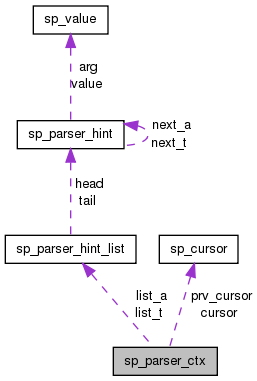 sp_value
arg
value
sp_parser_hint
next_a
next_t
head
tail
sp_parser_hint_list
sp_cursor
list_a
list_t
prv_cursor
cursor
sp_parser_ctx